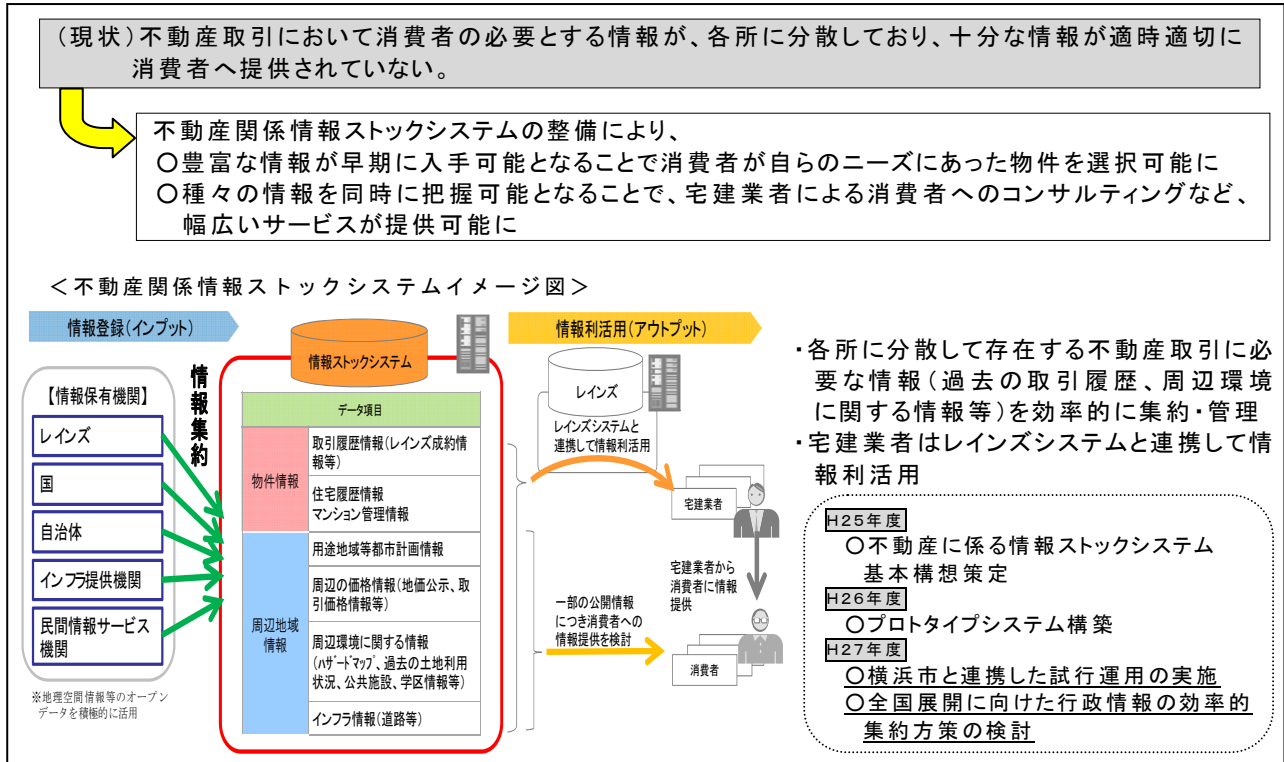 (現状)不動産取引において消費者の必要とする情報が、各所に分散しており、十分な情報が適時適切に
消費者へ提供されていない。
不動産関係情報ストックシステムの整備により、
○豊富な情報が早期に入手可能となることで消費者が自らのニーズにあった物件を選択可能に
○種々の情報を同時に把握可能となることで、宅建業者による消費者へのコンサルティングなど、
幅広いサービスが提供可能に
<不動産関係情報ストックシステムイメージ図>
情報登録(インプット)
【情報保有機関】
レインズ
国
自治体
インフラ提供機関
民間情報サービス
機関
※地理空間情報等のオープン
データを積極的に活用
情報集約
情報ストックシステム
データ項目
物件情報
取引履歴情報(レインズ成約情
報等)
住宅履歴情報
マンション管理情報
周辺地域
情報
用途地域等都市計画情報
周辺の価格情報(地価公示、取
引価格情報等)
周辺環境に関する情報
(ハザードマップ、過去の土地利用
状況、公共施設、学区情報等)
インフラ情報(道路等)
情報利活用(アウトプット)
レインズ
レインズシステムと
連携して情報利活用
宅建業者
宅建業者から
消費者に情報
提供
一部の公開情報
につき消費者への
情報提供を検討
消費者
・各所に分散して存在する不動産取引に必
要な情報(過去の取引履歴、周辺環境
に関する情報等)を効率的に集約・管理
・宅建業者はレインズシステムと連携して情
報利活用
H25年度
○不動産に係る情報ストックシステム
基本構想策定
H26年度
○プロトタイプシステム構築
H27年度
○横浜市と連携した試行運用の実施
○全国展開に向けた行政情報の効率的
集約方策の検討